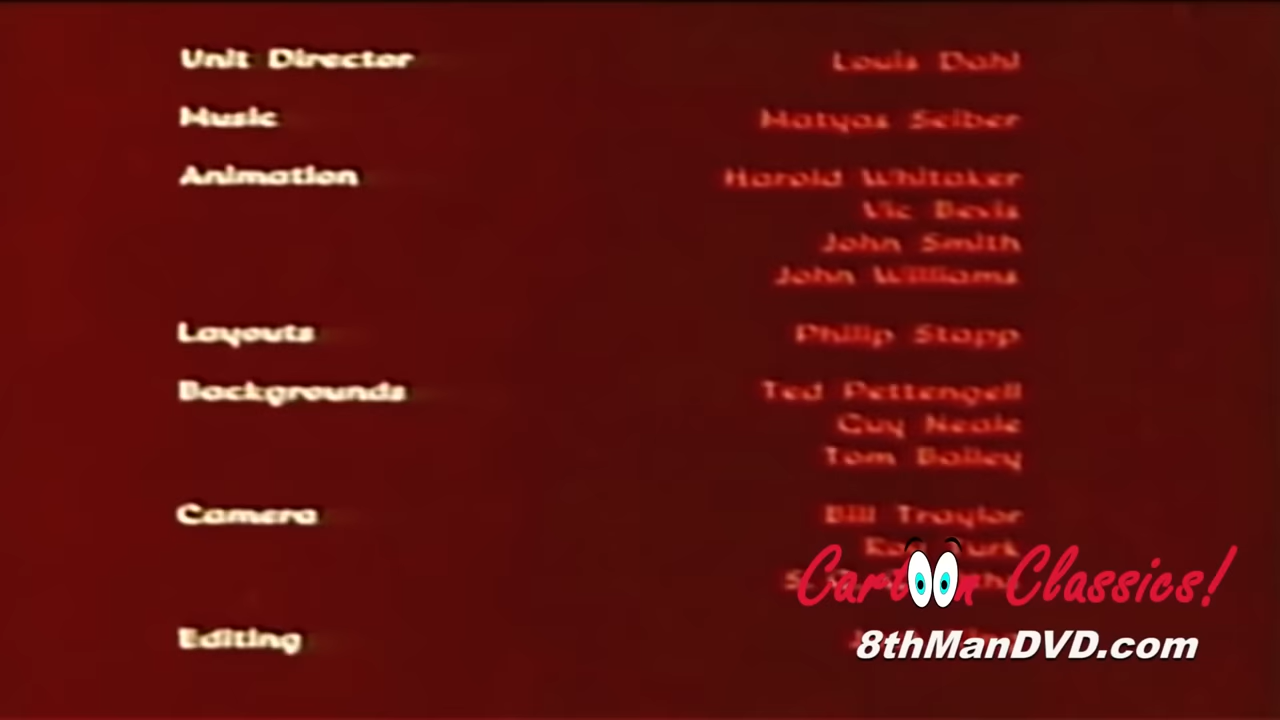 Unit Director Louis Dahl
Music Matyas Seiber
Animation Harold Whitaker
Vic Bevis
John Smith
John Williams
Layouts Philip Stapp
Backgrounds Ted Pettengell
Guy Neale
Tom Bailey
Camera Bill Traylor
Turk
S.
Editing
Cartoon Classics!
8thManDVD.com